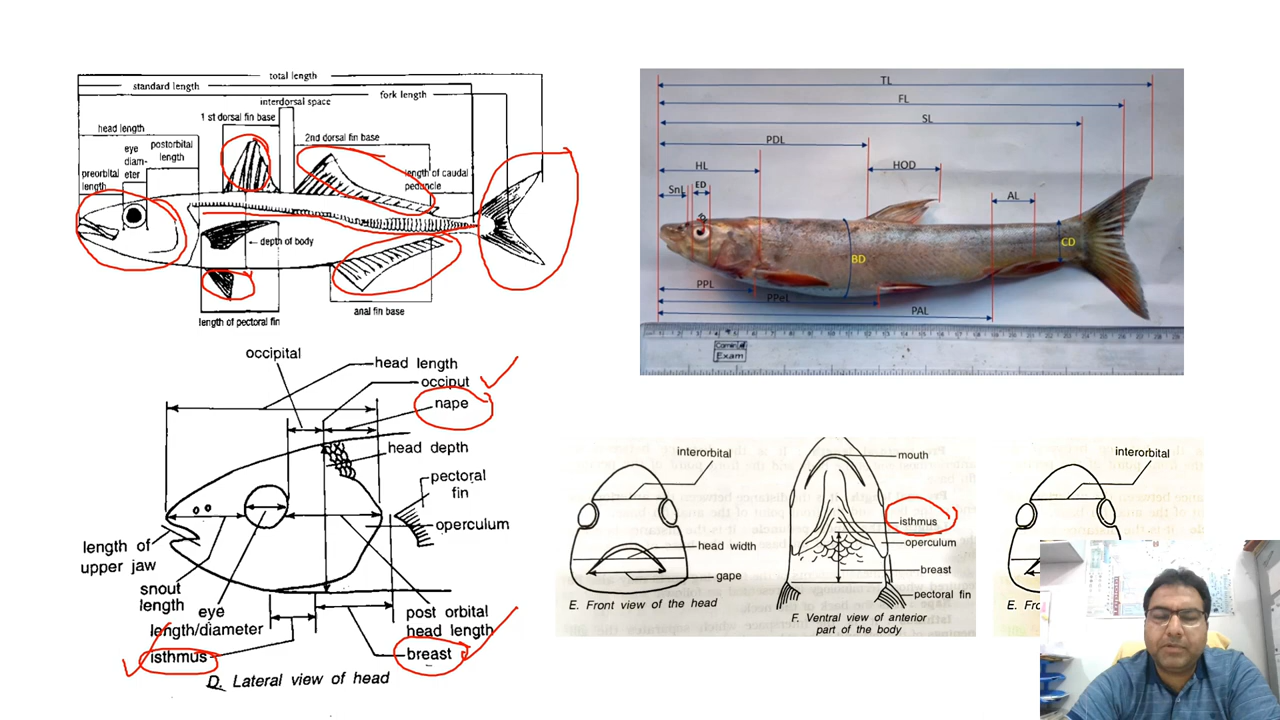 total length
standard length
fork length
interdorsal space
1 st dorsal fin base
head length
2nd dorsal fin base
eye
diam-
eter
postorbital
length
preorbital
length
length of caudal
peduncle
depth of body
length of pectoral fin
anal fin base
TL
FL
SL
PDL
HL
HOD
SnL
ED
AL
BD
CD
PPL
PPeL
PAL
Exam
occipital
head length
occiput
nape
head depth
pectoral
fin
operculum
length of
upper jaw
snout
length
eye
length/diameter
post orbital
head length
isthmus
breast
D. Lateral view of head
interorbital
head width
gape
E. Front view of the head
mouth
isthmus
operculum
breast
pectoral fin
F. Ventral view of anterior
part of the body
interorbital
E. Fro